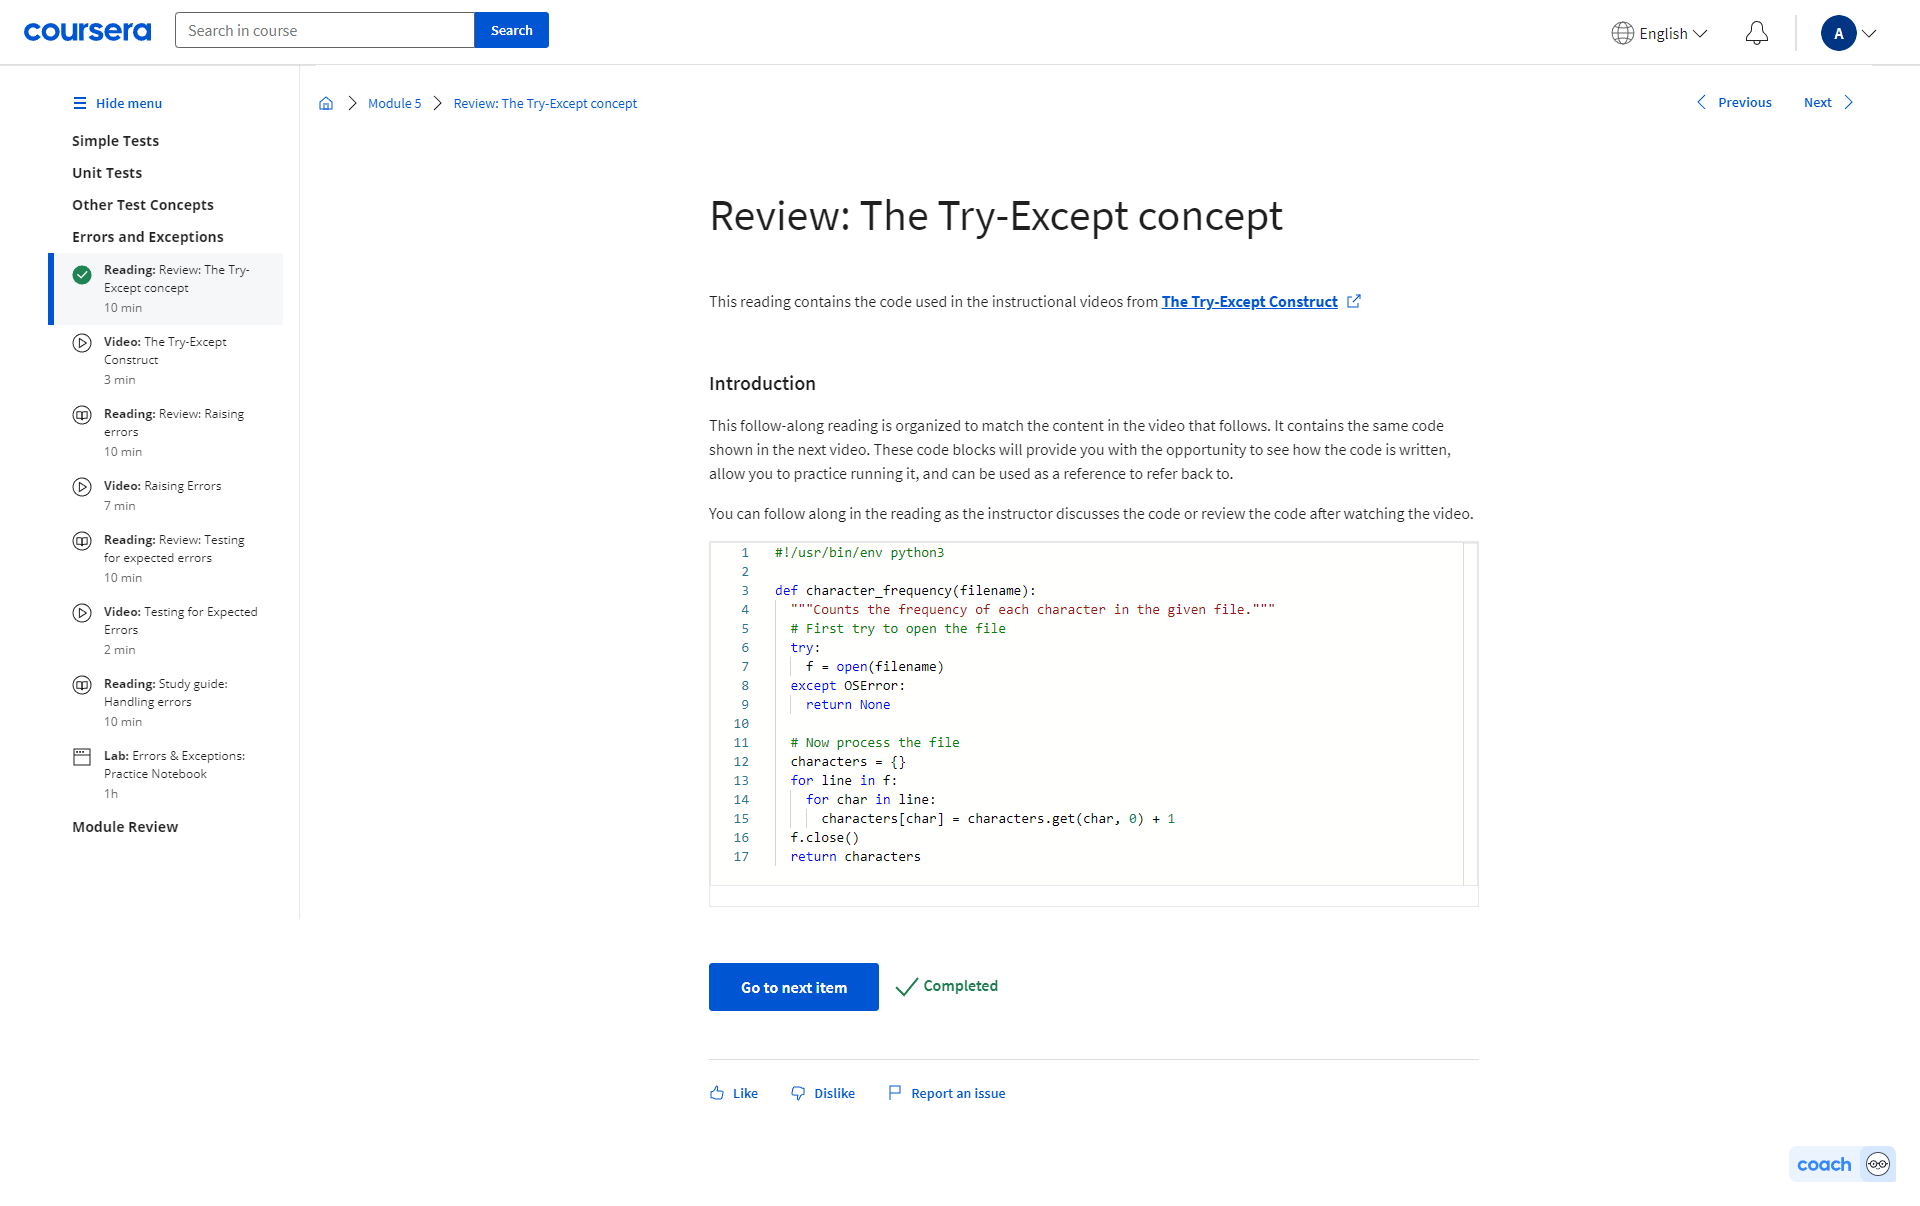 coursera
Search in course
Search
English
A
Hide menu
Simple Tests
Unit Tests
Other Test Concepts
Errors and Exceptions
Reading: Review: The Try-
Except concept
10 min
Video: The Try-Except
Construct
3 min
Reading: Review: Raising
errors
10 min
Video: Raising Errors
7 min
Reading: Review: Testing
for expected errors
10 min
Video: Testing for Expected
Errors
2 min
Reading: Study guide:
Handling errors
10 min
Lab: Errors & Exceptions:
Practice Notebook
1h
Module Review
Module 5
Review: The Try-Except concept
Previous
Next
Review: The Try-Except concept
This reading contains the code used in the instructional videos from The Try-Except Construct
Introduction
This follow-along reading is organized to match the content in the video that follows. It contains the same code
shown in the next video. These code blocks will provide you with the opportunity to see how the code is written,
allow you to practice running it, and can be used as a reference to refer back to.
You can follow along in the reading as the instructor discusses the code or review the code after watching the video.
1 #!/usr/bin/env python3
2
3 def character_frequency(filename):
4 """Counts the frequency of each character in the given file."""
5 # First try to open the file
6 try:
7 f = open(filename)
8 except OSError:
9 return None
10
11 # Now process the file
12 characters = {}
13 for line in f:
14 for char in line:
15 characters[char] = characters.get(char, 0) + 1
16 f.close()
17 return characters
Go to next item
Completed
Like
Dislike
Report an issue
coach